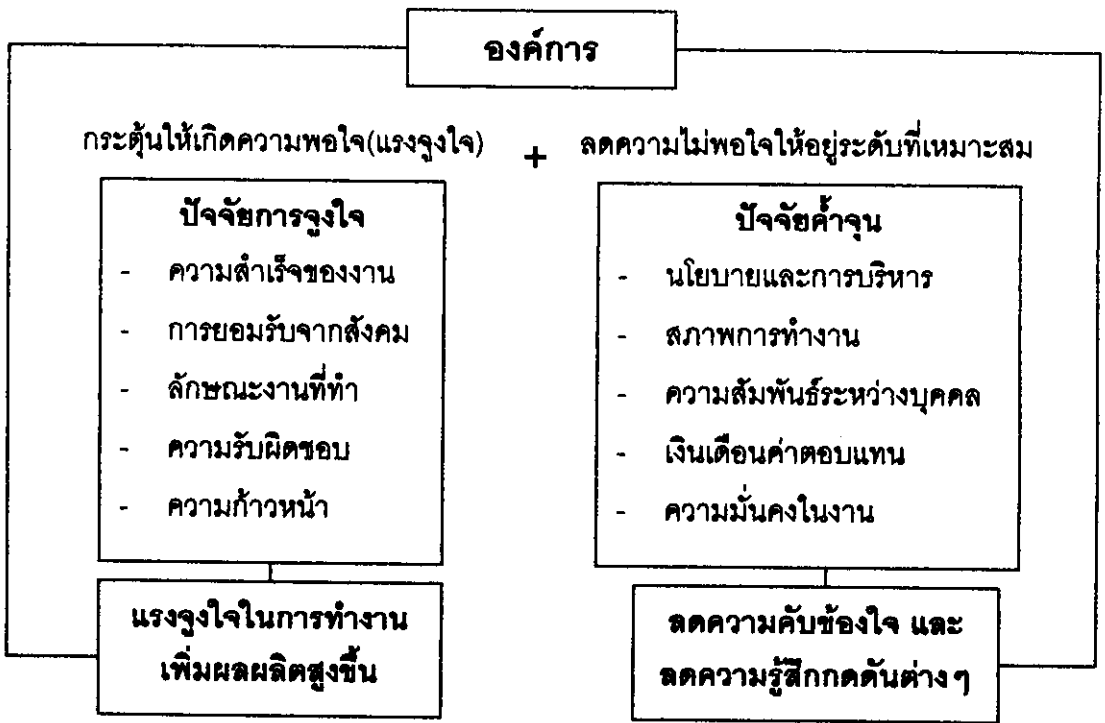 องค์การ
กระตุ้นให้เกิดความพอใจ(แรงจูงใจ) + ลดความไม่พอใจให้อยู่ระดับที่เหมาะสม
ปัจจัยการจูงใจ
- ความสำเร็จของงาน
- การยอมรับจากสังคม
- ลักษณะงานที่ทำ
- ความรับผิดชอบ
- ความก้าวหน้า
แรงจูงใจในการทำงาน
เพิ่มผลผลิตสูงขึ้น
ปัจจัยค้ำจุน
- นโยบายและการบริหาร
- สภาพการทำงาน
- ความสัมพันธ์ระหว่างบุคคล
- เงินเดือนค่าตอบแทน
- ความมั่นคงในงาน
ลดความคับข้องใจ และ
ลดความรู้สึกกดดันต่างๆ